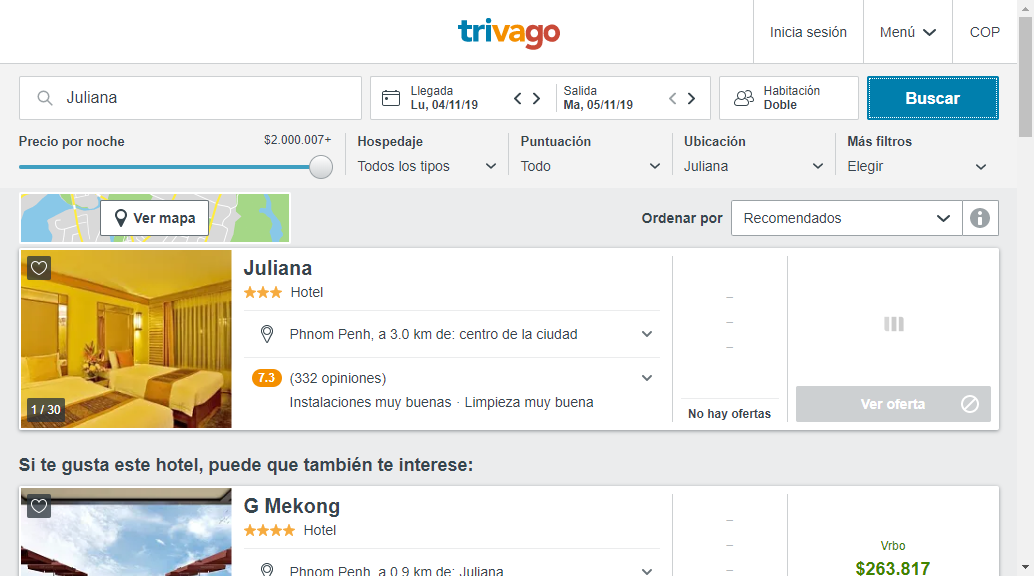 trivago
Inicia sesión
Menú
COP
Juliana
Llegada
Lu, 04/11/19
Salida
Ma, 05/11/19
Habitación
Doble
Buscar
Precio por noche
$2.000.007+
Hospedaje
Todos los tipos
Puntuación
Todo
Ubicación
Juliana
Más filtros
Elegir
Ver mapa
Ordenar por
Recomendados
Juliana
Hotel
Phnom Penh, a 3.0 km de: centro de la ciudad
7.3 (332 opiniones)
Instalaciones muy buenas · Limpieza muy buena
1 / 30
No hay ofertas
Ver oferta
Si te gusta este hotel, puede que también te interese:
G Mekong
Hotel
Phnom Penh, a 0.9 km de: Juliana
Vrbo
$263.817